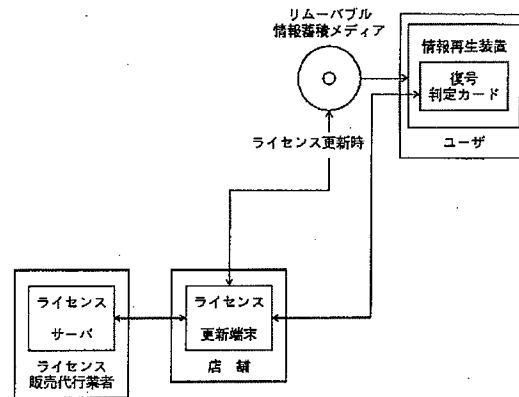 リムーバブル
情報蓄積メディア
情報再生装置
復号
判定カード
ユーザ
ライセンス更新時
ライセンス
サーバ
ライセンス
販売代行業者
ライセンス
更新端末
店 舗